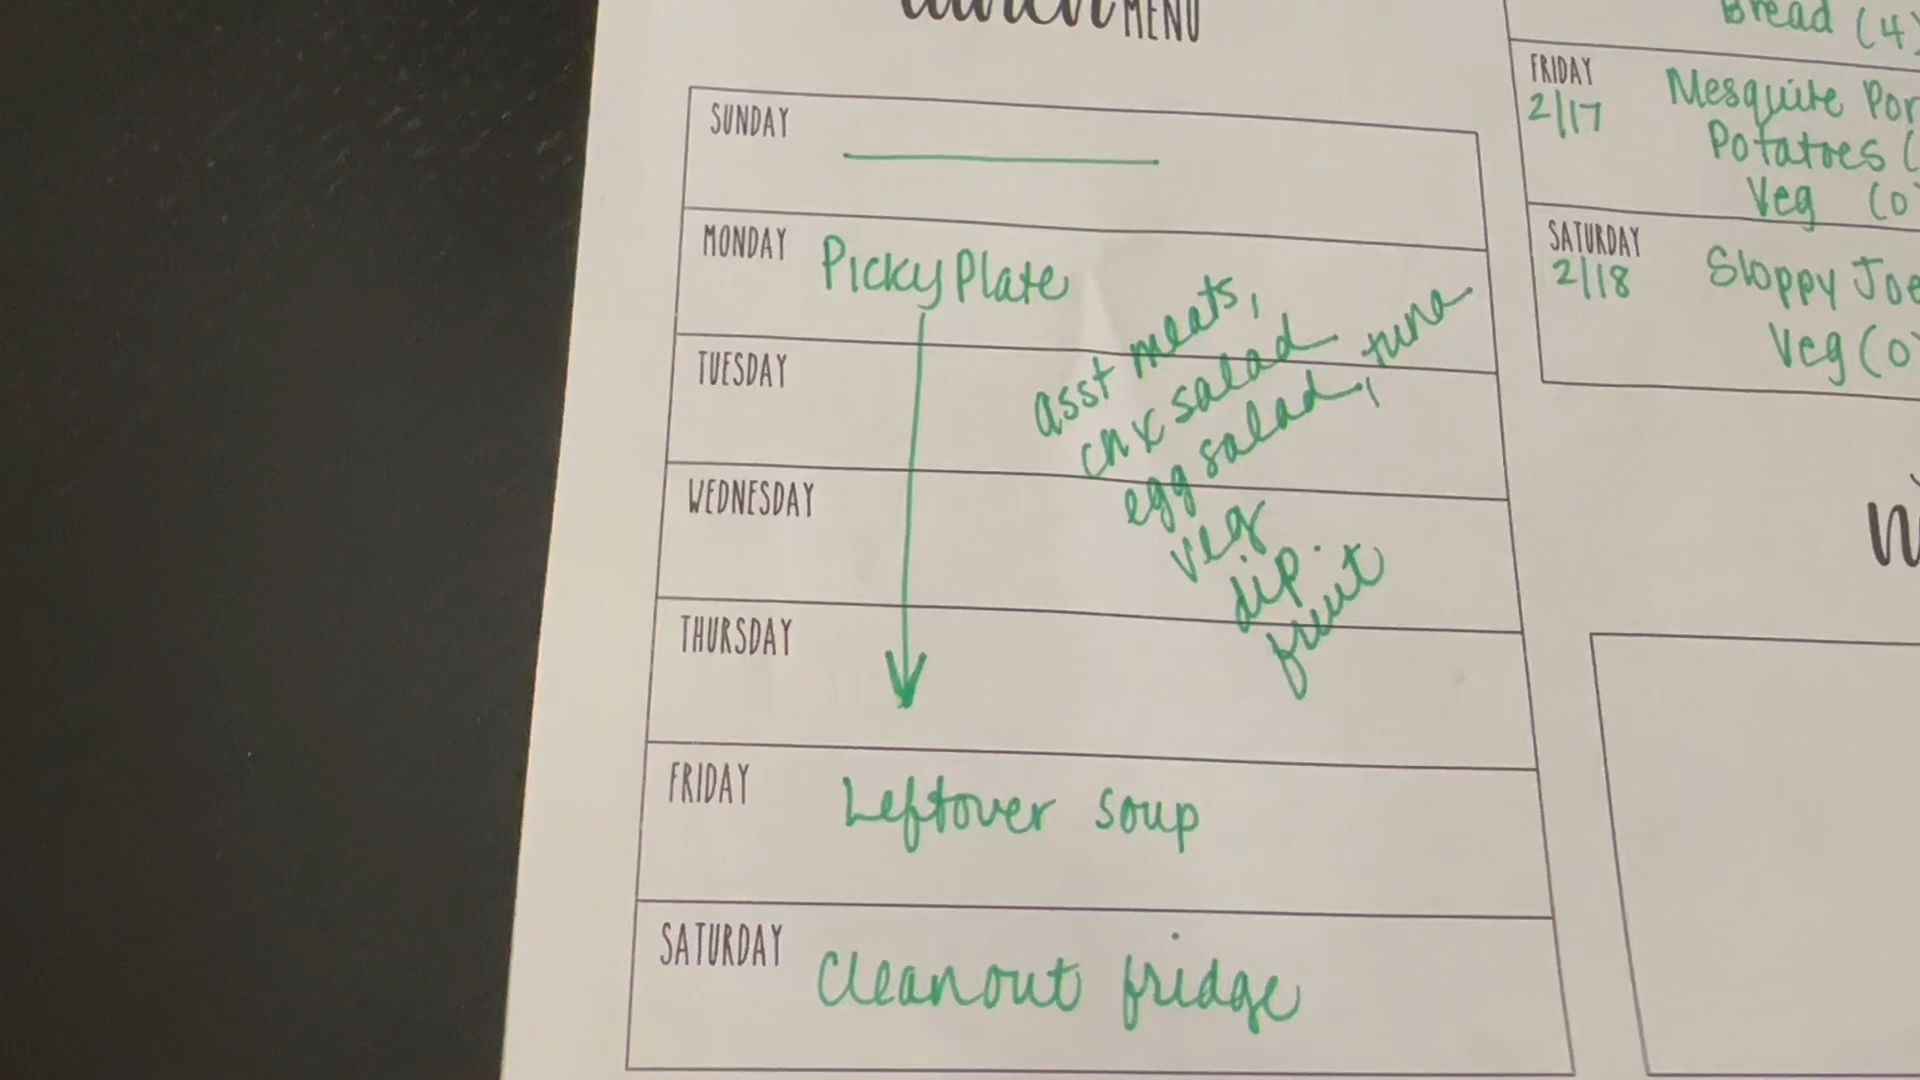 MENU
SUNDAY
MONDAY Picky Plate
asst meats,
chx salad
egg salad, tuna
veg
dip
fruit
TUESDAY
WEDNESDAY
THURSDAY
FRIDAY Leftover soup
SATURDAY Cleanout fridge
Bread (4)
FRIDAY
2/17
Mesquite
Potatoes
Veg (0
SATURDAY
2/18
Sloppy
Veg (0